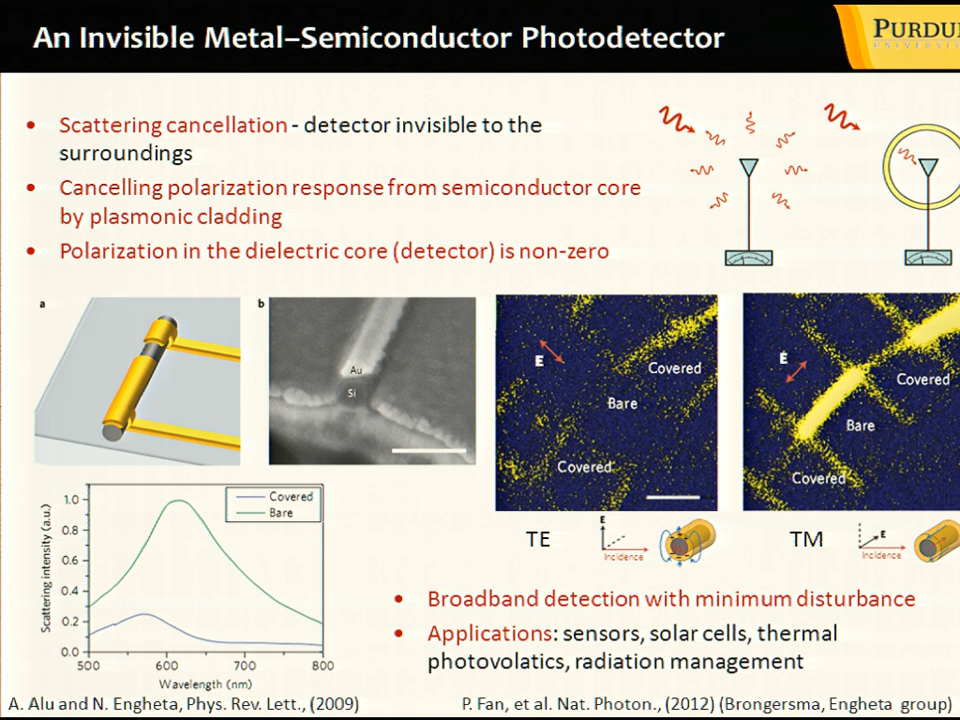 An Invisible Metal–Semiconductor Photodetector
PURDU
UNIVERSIT
• Scattering cancellation - detector invisible to the
surroundings
• Cancelling polarization response from semiconductor core
by plasmonic cladding
• Polarization in the dielectric core (detector) is non-zero
a
b
Au
Si
E
Covered
Bare
Covered
E
Covered
Bare
Covered
Scattering intensity (a.u.)
1.0
0.8
0.6
0.4
0.2
0.0
Covered
Bare
500 600 700 800
Wavelength (nm)
TE
E
Incidence
TM
E
Incidence
• Broadband detection with minimum disturbance
• Applications: sensors, solar cells, thermal
photovolatics, radiation management
A. Alu and N. Engheta, Phys. Rev. Lett., (2009)
P. Fan, et al. Nat. Photon., (2012) (Brongersma, Engheta group)